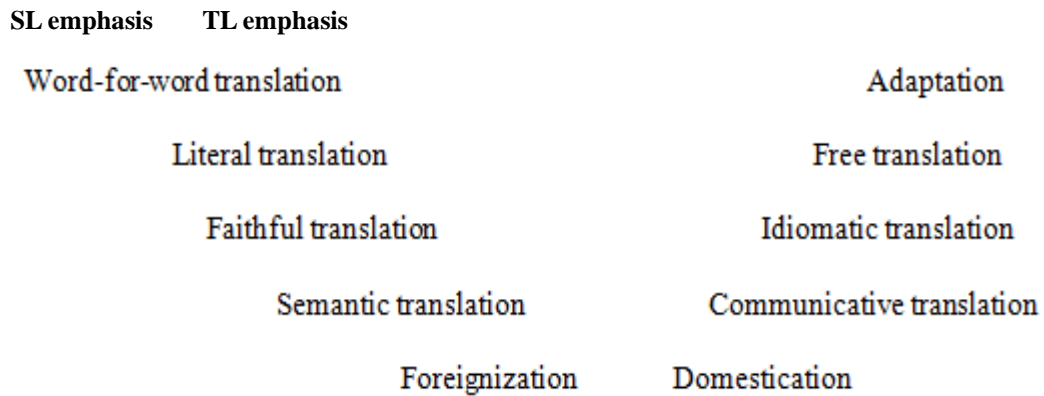 SL emphasis TL emphasis
Word-for-word translation Adaptation
Literal translation Free translation
Faithful translation Idiomatic translation
Semantic translation Communicative translation
Foreignization Domestication